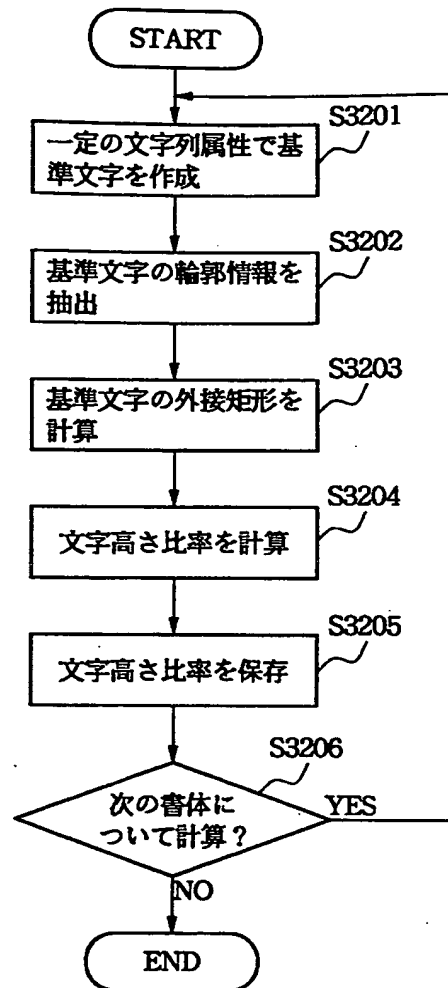 START
S3201
一定の文字列属性で基
準文字を作成
S3202
基準文字の輪郭情報を
抽出
S3203
基準文字の外接矩形を
計算
S3204
文字高さ比率を計算
S3205
文字高さ比率を保存
S3206
次の書体に
ついて計算？
YES
NO
END